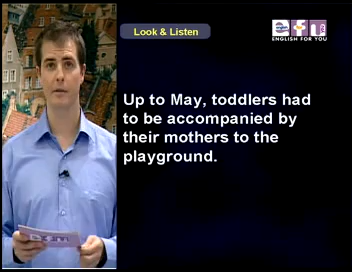 Look & Listen
efu
ENGLISH FOR YOU
Up to May, toddlers had
to be accompanied by
their mothers to the
playground.